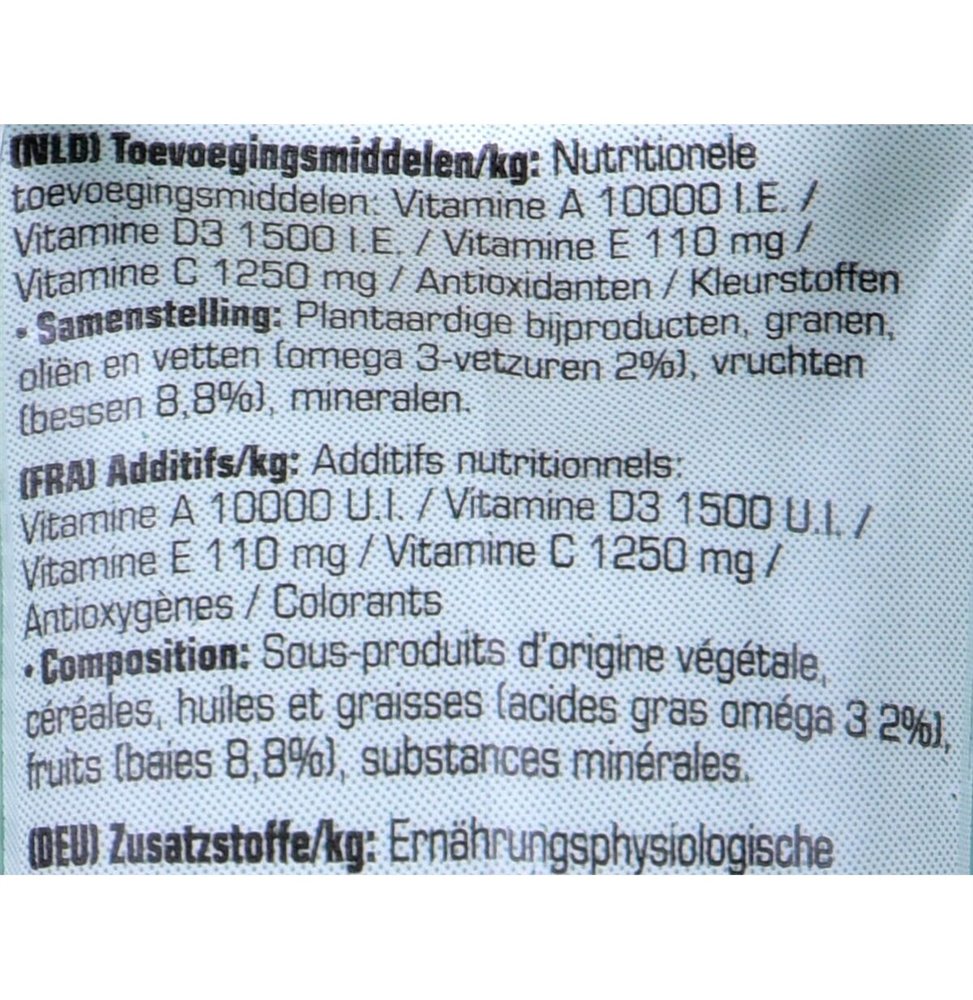 (NLD) Toevoegingsmiddelen/kg: Nutritionele
toevoegingsmiddelen: Vitamine A 10000 I.E. /
Vitamine D3 1500 I.E. / Vitamine E 110 mg /
Vitamine C 1250 mg / Antioxidanten / Kleurstoffen
• Samenstelling: Plantaardige bijproducten, granen,
oliën en vetten (omega 3-vetzuren 2%), vruchten
(bessen 8,8%), mineralen.
(FRA) Additifs/kg: Additifs nutritionnels:
Vitamine A 10000 U.I. / Vitamine D3 1500 U.I. /
Vitamine E 110 mg / Vitamine C 1250 mg /
Antioxygènes / Colorants
• Composition: Sous-produits d'origine végétale,
céréales, huiles et graisses (acides gras oméga 3 2%),
fruits (baies 8,8%), substances minérales.
(DEU) Zusatzstoffe/kg: Ernährungsphysiologische